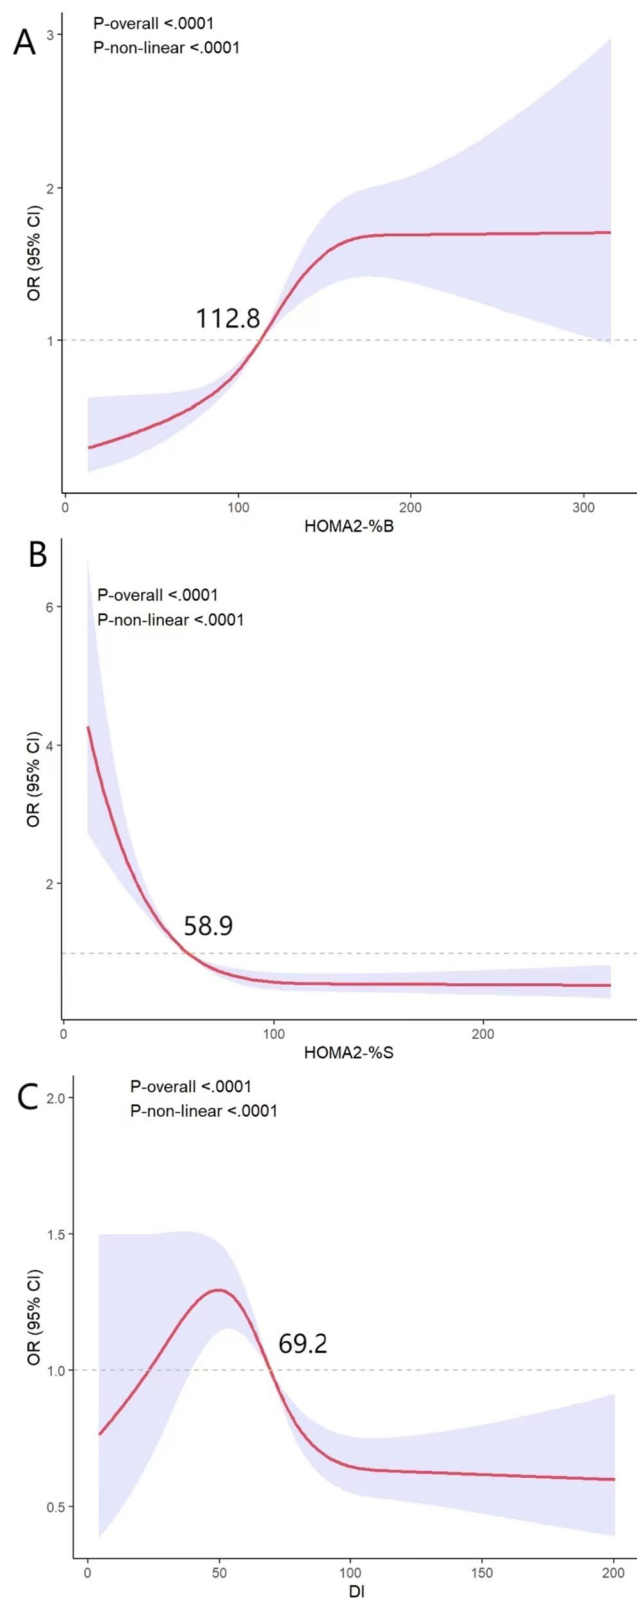 A
P-overall <.0001
P-non-linear <.0001
3
2
1
OR (95% CI)
112.8
0 100 200 300
HOMA2-%B
B
P-overall <.0001
P-non-linear <.0001
6
4
2
OR (95% CI)
58.9
0 100 200
HOMA2-%S
C
P-overall <.0001
P-non-linear <.0001
2.0
1.5
1.0
0.5
OR (95% CI)
69.2
0 50 100 150 200
DI